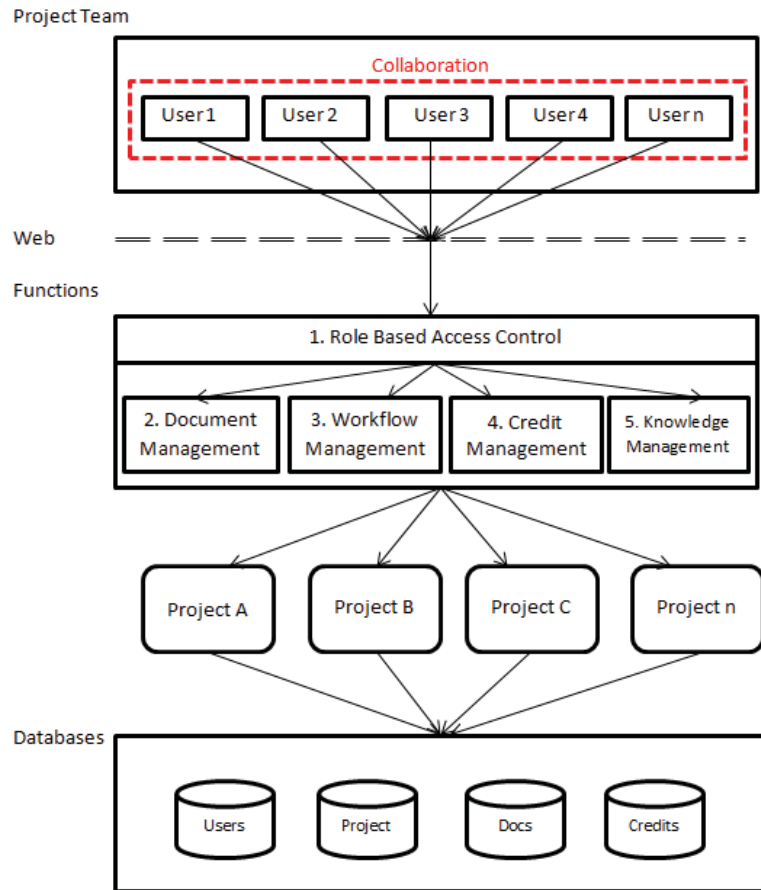 Project Team
Collaboration
User 1
User 2
User 3
User 4
User n
Web
Functions
1. Role Based Access Control
2. Document
Management
3. Workflow
Management
4. Credit
Management
5. Knowledge
Management
Project A
Project B
Project C
Project n
Databases
Users
Project
Docs
Credits